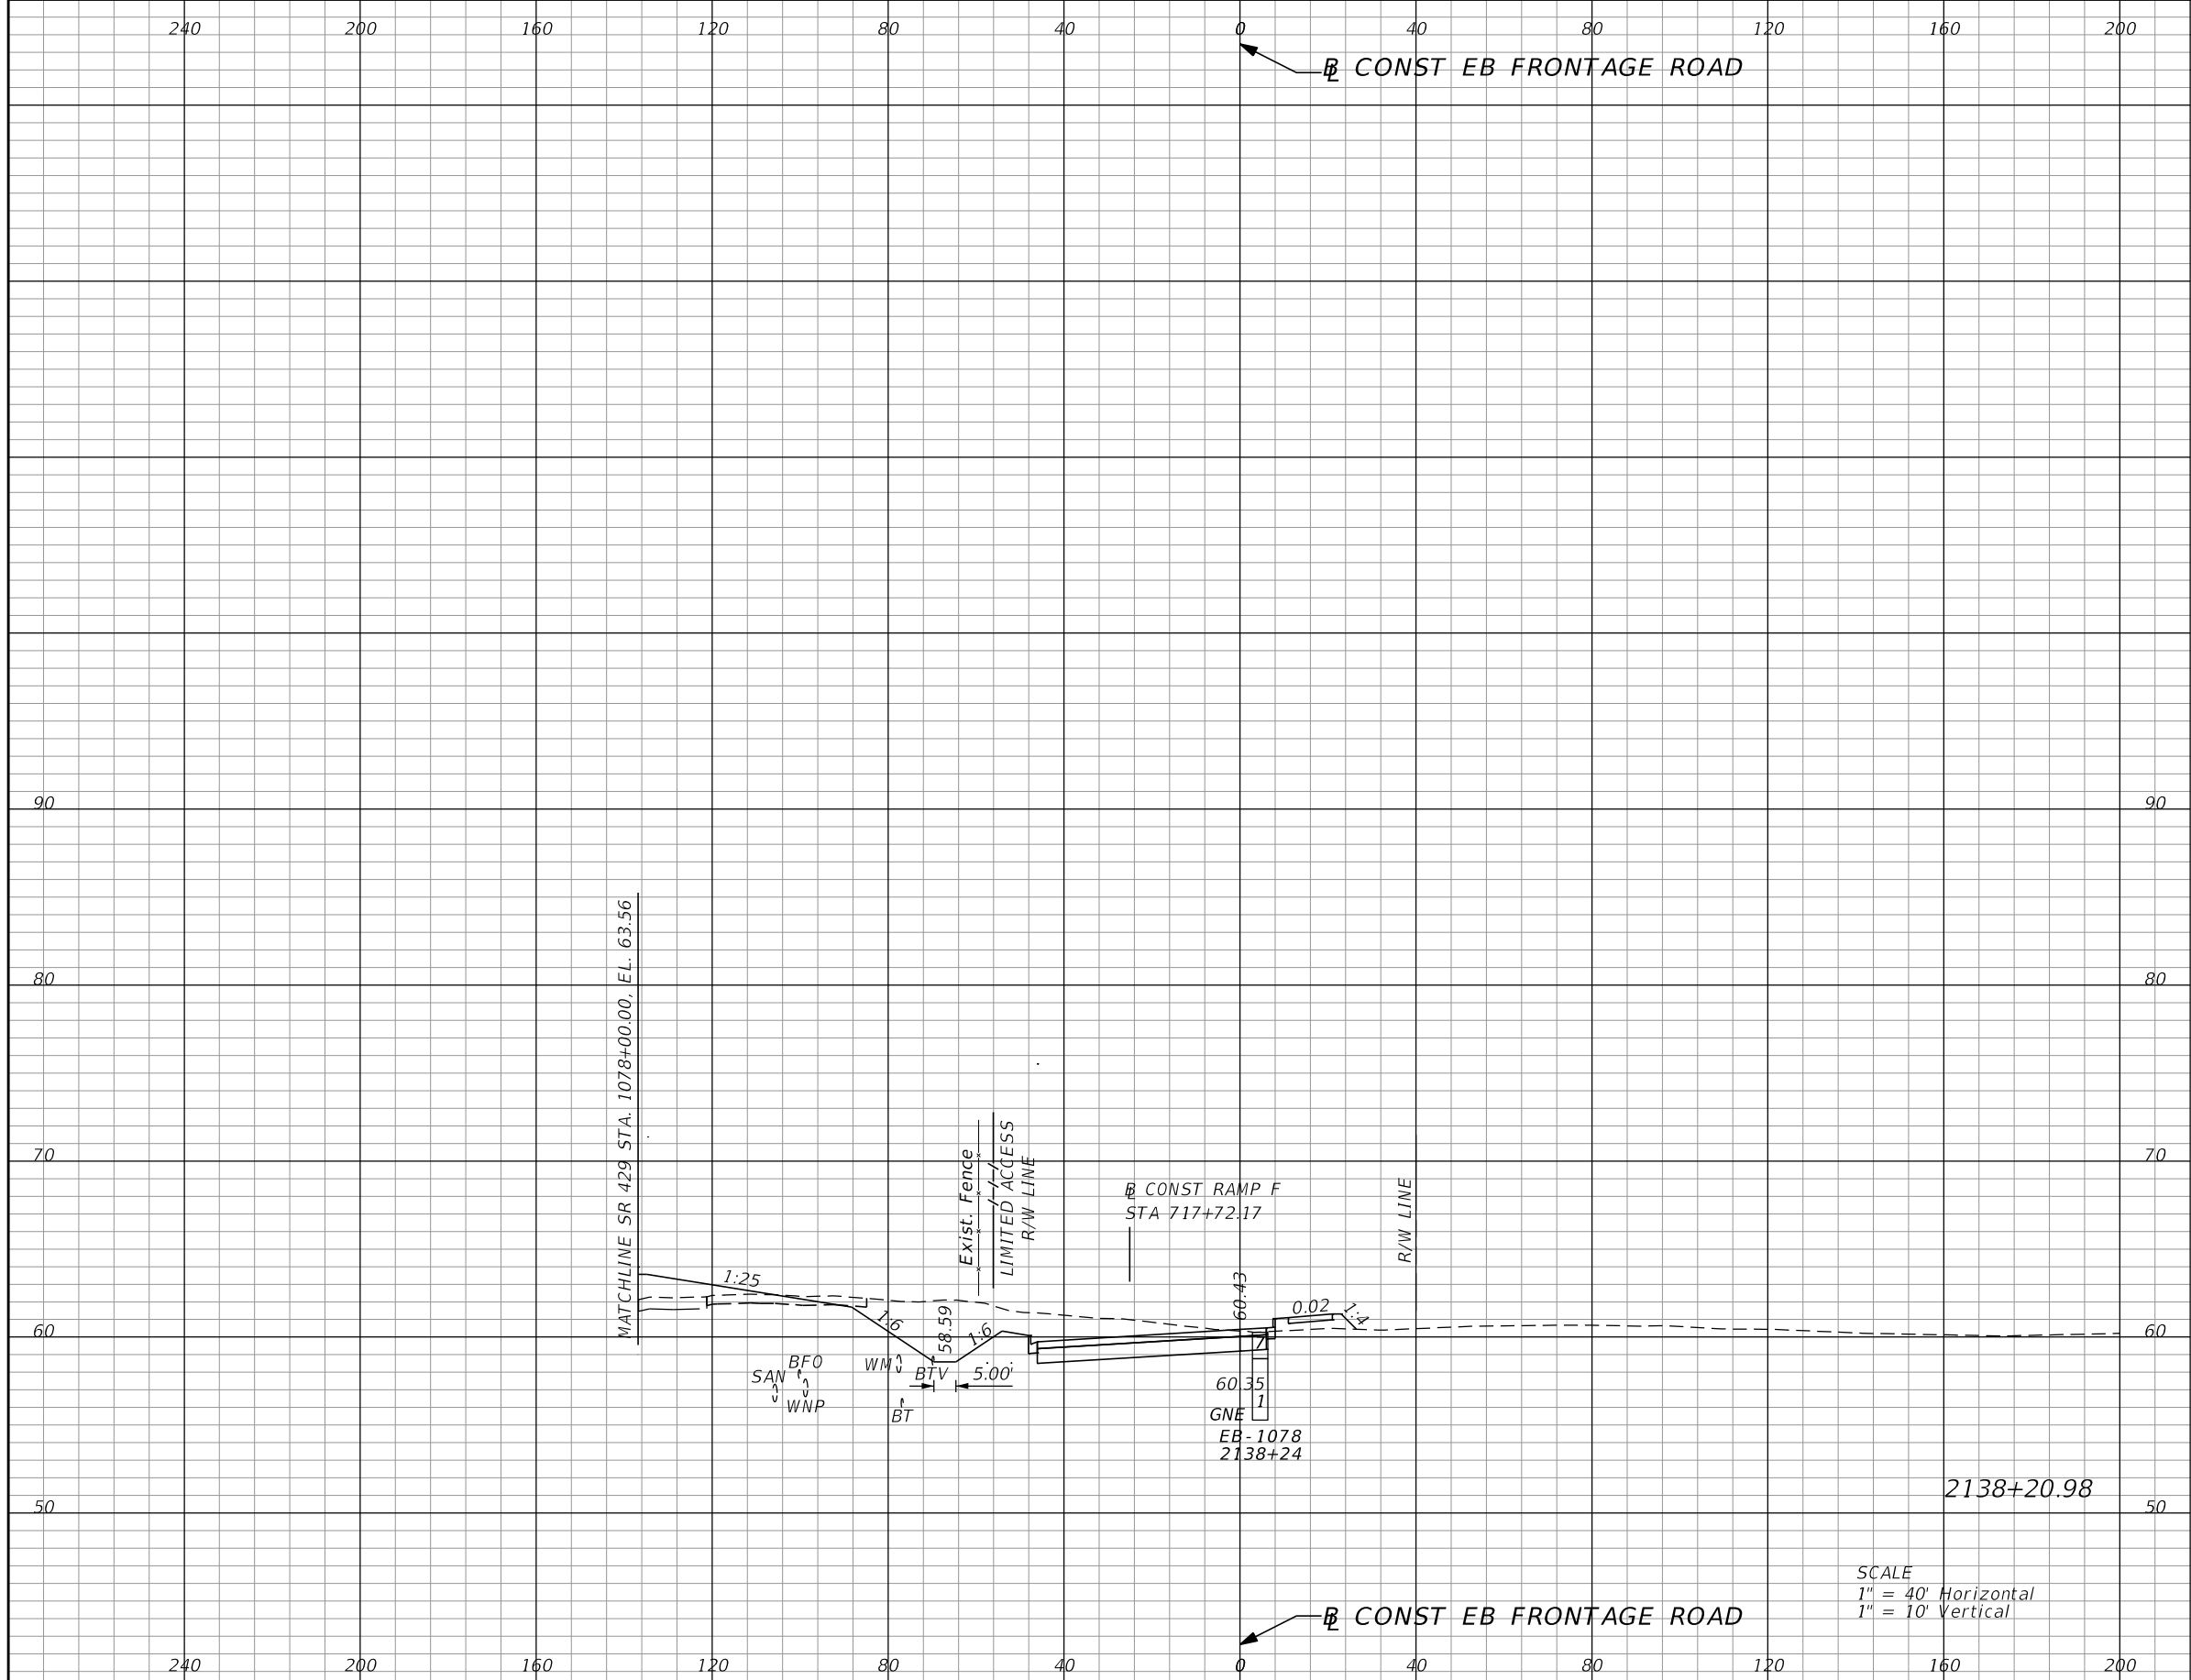 240 200 160 120 80 40 0 40 80 120 160 200
BL CONST EB FRONTAGE ROAD
90 90
80 80
MATCHLINE SR 429 STA. 1078+00.00, EL. 63.56
70 70
Exist. Fence
LIMITED ACCESS
R/W LINE
BL CONST RAMP F
STA 717+72.17
R/W LINE
1:25
1:6
58.59
1:6
60.43
0.02
1:4
60 60
7
SAN
BFO
WNP
WM
BTV
5.00'
BT
60.35
1
GNE
EB-1078
2138+24
2138+20.98
50 50
SCALE
1" = 40' Horizontal
1" = 10' Vertical
BL CONST EB FRONTAGE ROAD
240 200 160 120 80 40 0 40 80 120 160 200